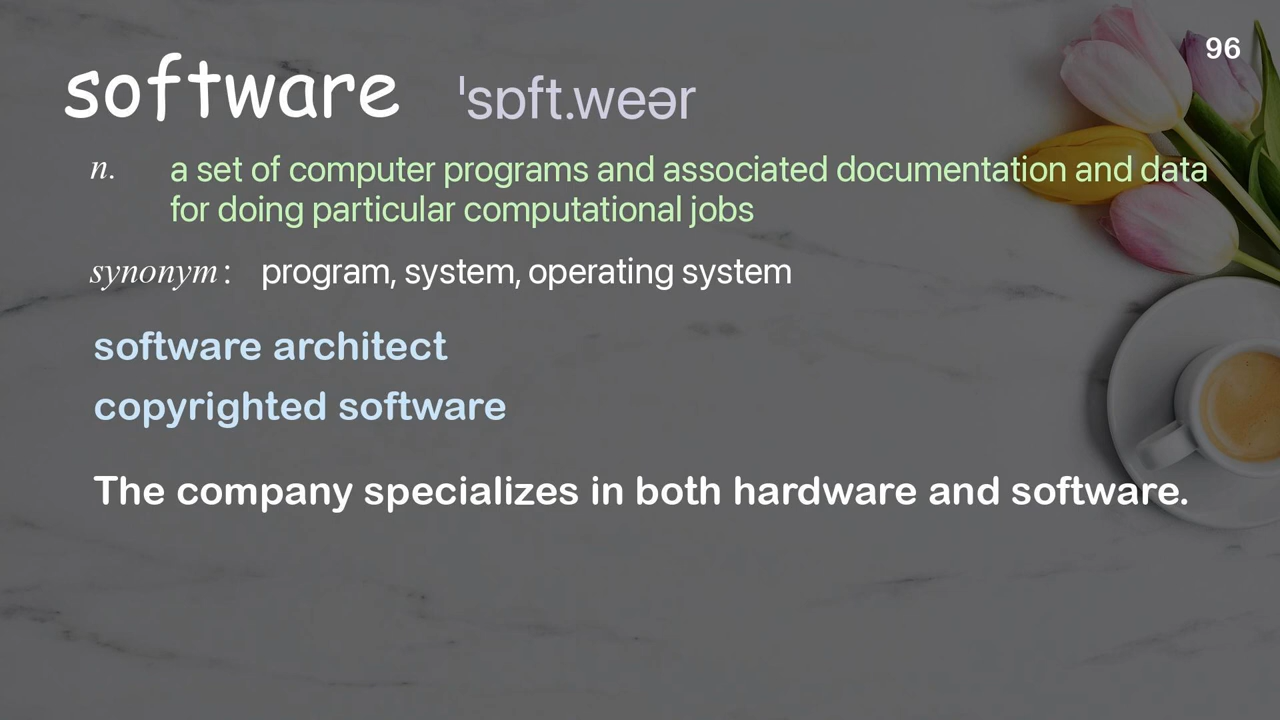 96
software ˈsɒft.weər
n. a set of computer programs and associated documentation and data
for doing particular computational jobs
synonym: program, system, operating system
software architect
copyrighted software
The company specializes in both hardware and software.